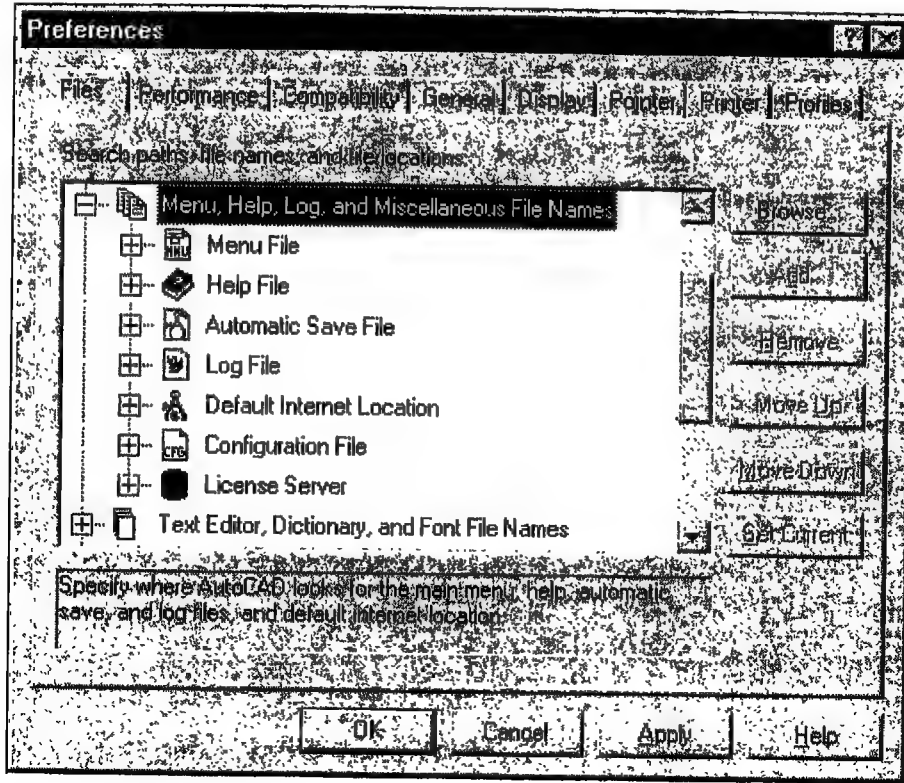 Preferences
Files Performance Compatibility General Display Pointer Printer Profiles
Search paths, file names, and file locations:
Menu, Help, Log, and Miscellaneous File Names
Menu File
Help File
Automatic Save File
Log File
Default Internet Location
Configuration File
License Server
Text Editor, Dictionary, and Font File Names
Browse...
Add...
Remove
Move Up
Move Down
Set Current
Specify where AutoCAD looks for the main menu, help, automatic
save, and log files, and default internet location.
OK Cancel Apply Help